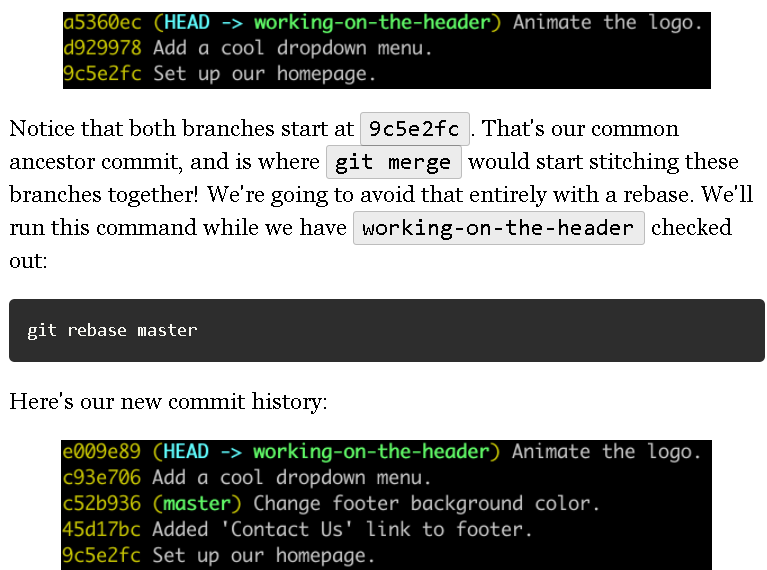 a5360ec (HEAD -> working-on-the-header) Animate the logo.
d929978 Add a cool dropdown menu.
9c5e2fc Set up our homepage.
Notice that both branches start at 9c5e2fc. That's our common
ancestor commit, and is where git merge would start stitching these
branches together! We're going to avoid that entirely with a rebase. We'll
run this command while we have working-on-the-header checked
out:
git rebase master
Here's our new commit history:
e009e89 (HEAD -> working-on-the-header) Animate the logo.
c93e706 Add a cool dropdown menu.
c52b936 (master) Change footer background color.
45d17bc Added 'Contact Us' link to footer.
9c5e2fc Set up our homepage.